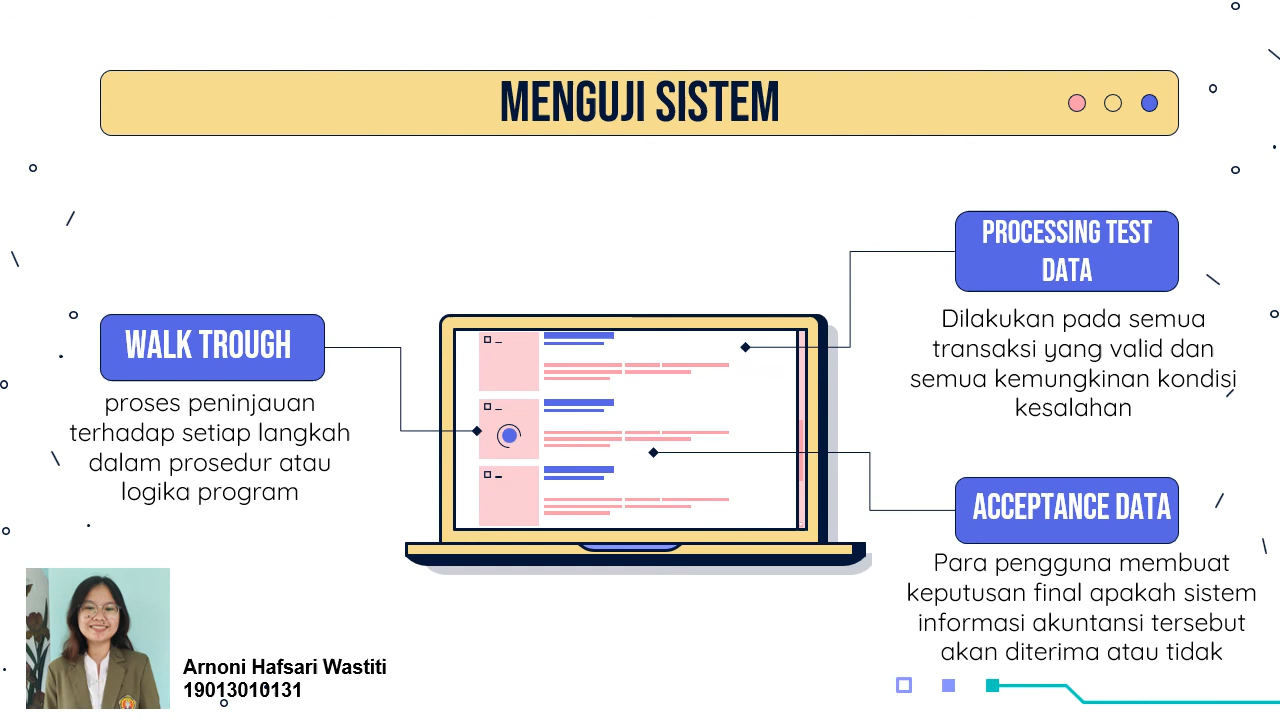 MENGUJI SISTEM
WALK TROUGH
proses peninjauan
terhadap setiap langkah
dalam prosedur atau
logika program
PROCESSING TEST
DATA
Dilakukan pada semua
transaksi yang valid dan
semua kemungkinan kondisi
kesalahan
ACCEPTANCE DATA
Para pengguna membuat
keputusan final apakah sistem
informasi akuntansi tersebut
akan diterima atau tidak
Arnoni Hafsari Wastiti
19013010131